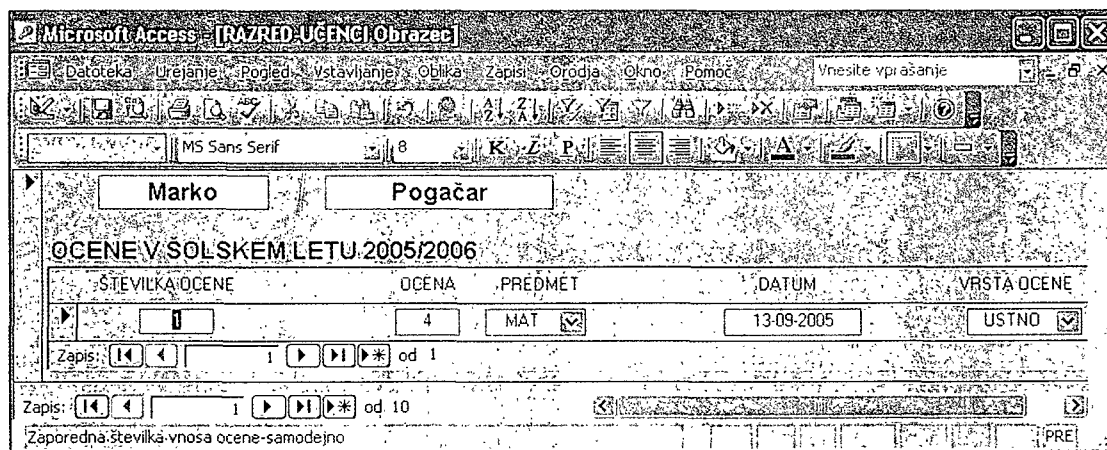 Microsoft Access - [RAZRED-UČENCI Obrazec]
Datoteka Urejanje Pogled Vstavljanje Oblika Zapisi Orodja Okno Pomoč Vnesite vprašanje
MS Sans Serif 8 K L P A
Marko Pogačar
OCENE V ŠOLSKEM LETU 2005/2006
ŠTEVILKA OCENE OCENA PREDMET DATUM VRSTA OCENE
1 4 MAT 13-09-2005 USTNO
Zapis: 1 od 1
Zapis: 1 od 10
Zaporedna številka vnosa ocene-samodejno PRE